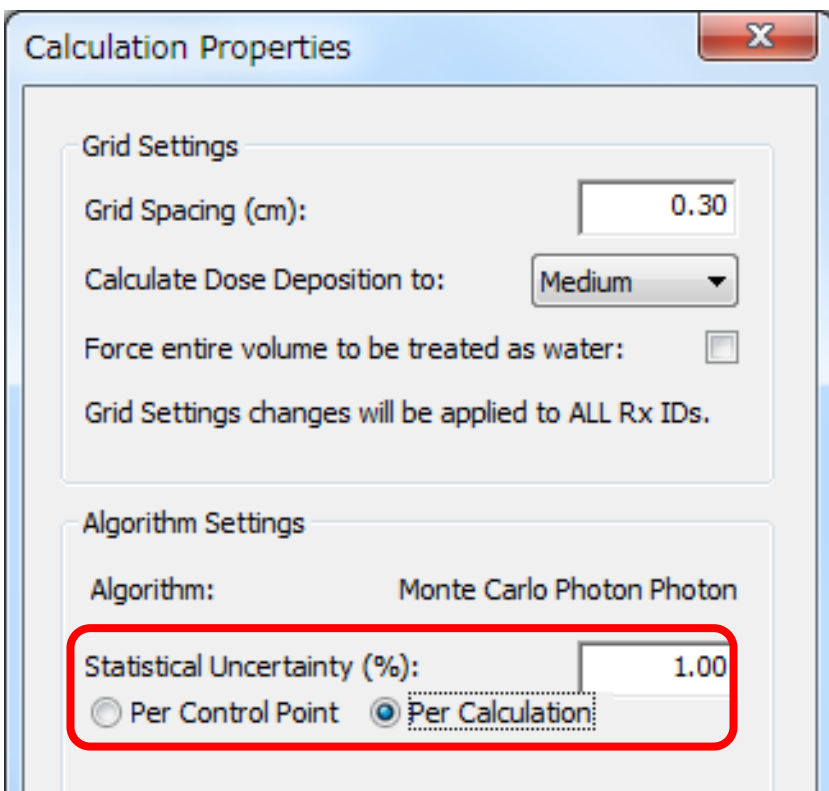 Calculation Properties
Grid Settings
Grid Spacing (cm): 0.30
Calculate Dose Deposition to: Medium
Force entire volume to be treated as water:
Grid Settings changes will be applied to ALL Rx IDs.
Algorithm Settings
Algorithm: Monte Carlo Photon Photon
Statistical Uncertainty (%): 1.00
Per Control Point Per Calculation